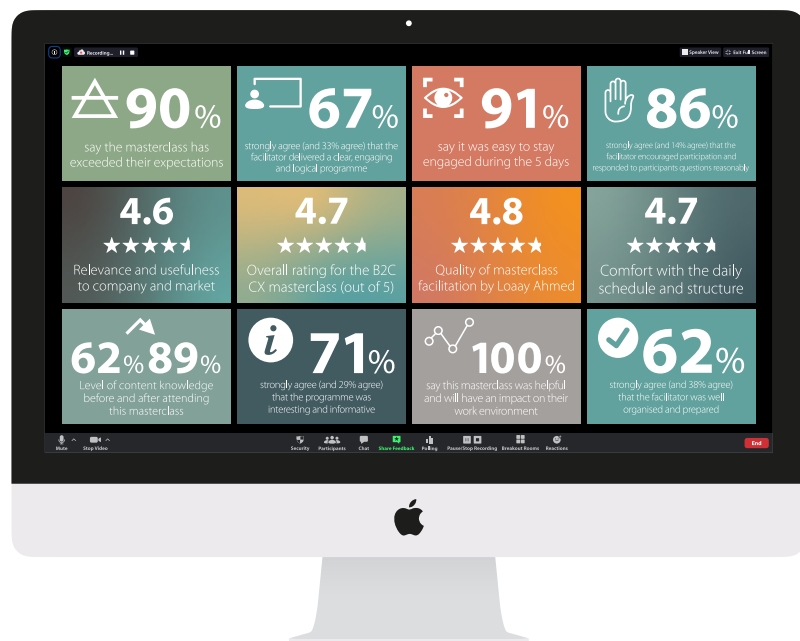 Recording...
Speaker View
Exit Full Screen
90%
say the masterclass has
exceeded their expectations
67%
strongly agree (and 33% agree) that the
facilitator delivered a clear, engaging
and logical programme
91%
say it was easy to stay
engaged during the 5 days
86%
strongly agree (and 14% agree) that the
facilitator encouraged participation and
responded to participants questions reasonably
4.6
Relevance and usefulness
to company and market
4.7
Overall rating for the B2C
CX masterclass (out of 5)
4.8
Quality of masterclass
facilitation by Loaay Ahmed
4.7
Comfort with the daily
schedule and structure
62% 89%
Level of content knowledge
before and after attending
this masterclass
i
71%
strongly agree (and 29% agree)
that the programme was
interesting and informative
100%
say this masterclass was helpful
and will have an impact on their
work environment
62%
strongly agree (and 38% agree)
that the facilitator was well
organised and prepared
Mute
Stop Video
Security
Participants
Chat
Share Feedback
Polling
Pause/Stop Recording
Breakout Rooms
Reactions
End